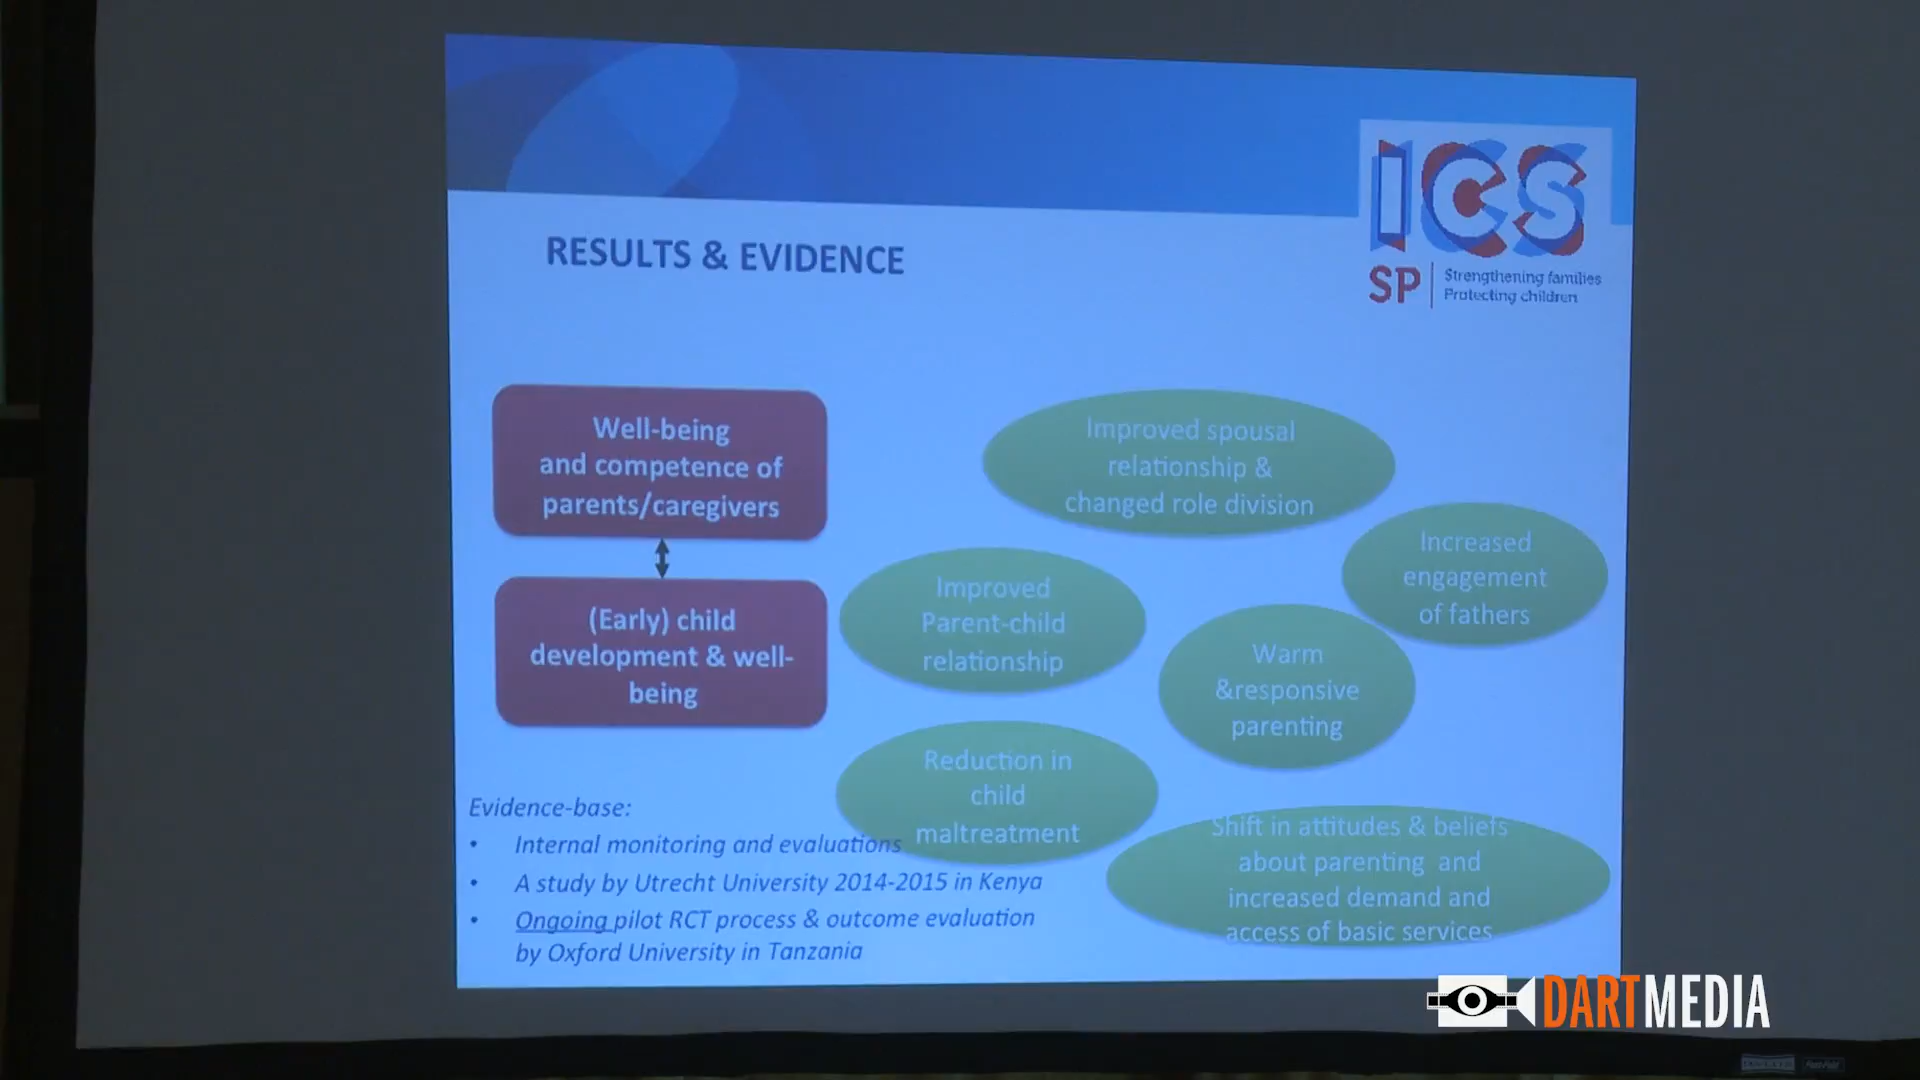 ICS
SP
Strengthening families
Protecting children
RESULTS & EVIDENCE
Well-being
and competence of
parents/caregivers
(Early) child
development & well-
being
Improved spousal
relationship &
changed role division
Increased
engagement
of fathers
Improved
Parent-child
relationship
Warm
&responsive
parenting
Reduction in
child
maltreatment
Shift in attitudes & beliefs
about parenting and
increased demand and
access of basic services
Evidence-base:
• Internal monitoring and evaluations
• A study by Utrecht University 2014-2015 in Kenya
• Ongoing pilot RCT process & outcome evaluation
by Oxford University in Tanzania
DARTMEDIA